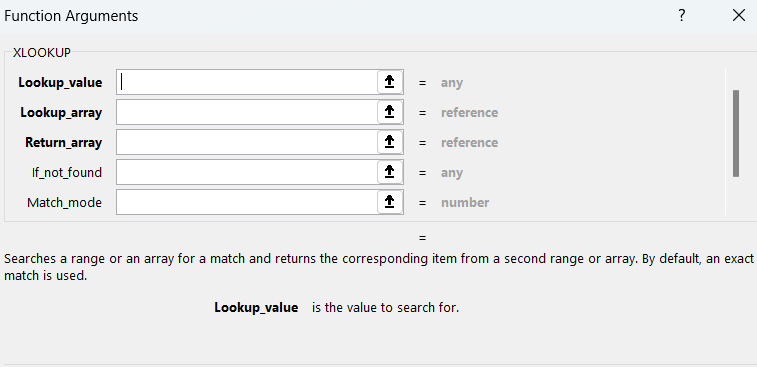 Function Arguments ?
XLOOKUP
Lookup_value = any
Lookup_array = reference
Return_array = reference
If_not_found = any
Match_mode = number
=
Searches a range or an array for a match and returns the corresponding item from a second range or array. By default, an exact
match is used.
Lookup_value is the value to search for.